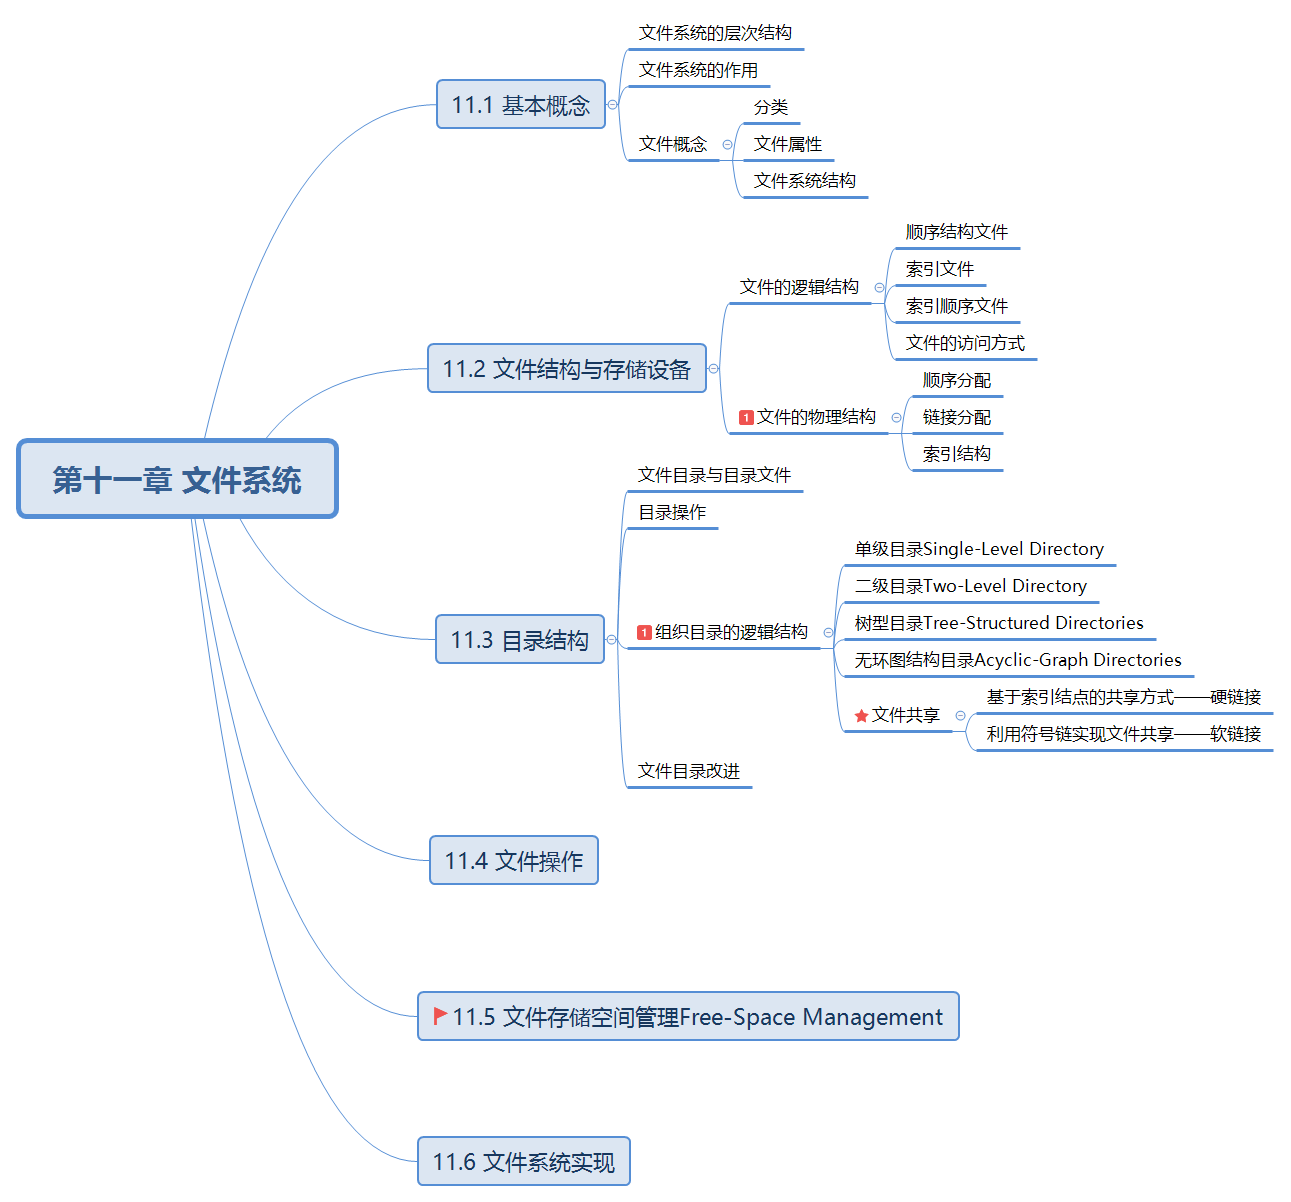 第十一章 文件系统
11.1 基本概念
文件系统的层次结构
文件系统的作用
文件概念
分类
文件属性
文件系统结构
11.2 文件结构与存储设备
文件的逻辑结构
顺序结构文件
索引文件
索引顺序文件
文件的访问方式
1 文件的物理结构
顺序分配
链接分配
索引结构
11.3 目录结构
文件目录与目录文件
目录操作
1 组织目录的逻辑结构
单级目录Single-Level Directory
二级目录Two-Level Directory
树型目录Tree-Structured Directories
无环图结构目录Acyclic-Graph Directories
文件共享
基于索引结点的共享方式——硬链接
利用符号链实现文件共享——软链接
文件目录改进
11.4 文件操作
11.5 文件存储空间管理Free-Space Management
11.6 文件系统实现